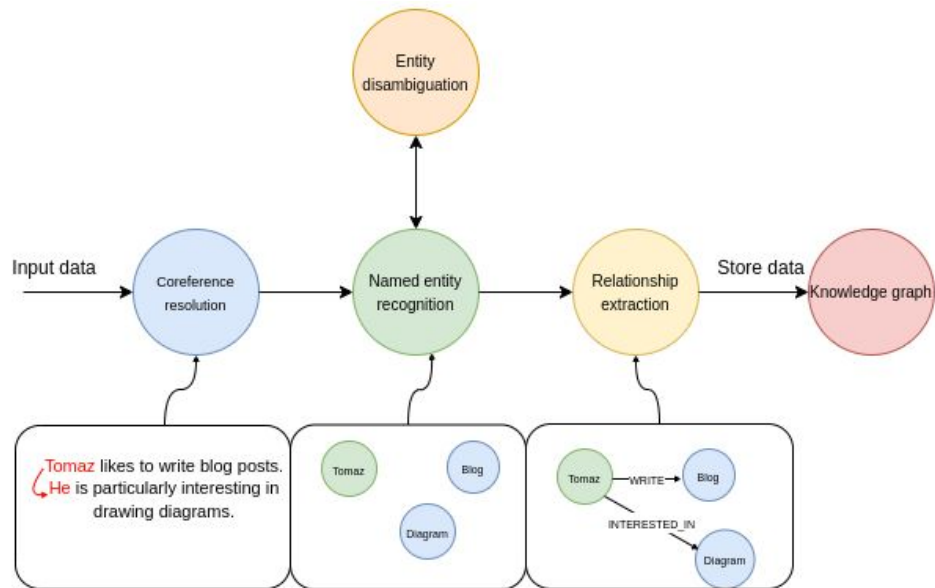 Entity
disambiguation
Input data
Coreference
resolution
Named entity
recognition
Relationship
extraction
Store data
Knowledge graph
Tomaz likes to write blog posts.
He is particularly interesting in
drawing diagrams.
Tomaz
Blog
Diagram
Tomaz
WRITE
Blog
INTERESTED_IN
Diagram